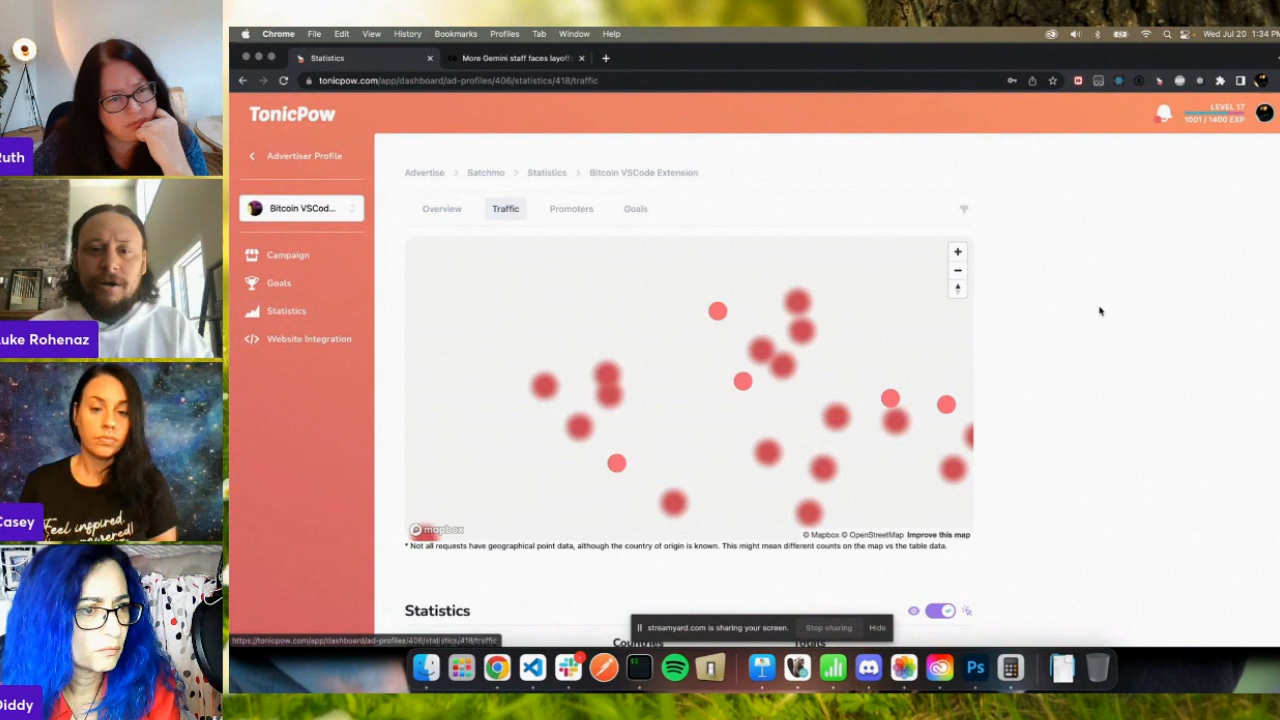 Chrome File Edit View History Bookmarks Profiles Tab Window Help
Wed Jul 20 1:34 PM
Statistics
More Gemini staff faces layoff
tonicpow.com/app/dashboard/ad-profiles/406/statistics/418/traffic
TonicPow
LEVEL 17
1001 / 1400 EXP
Advertiser Profile
Bitcoin VSCod...
Campaign
Goals
Statistics
Website Integration
Advertise > Satchmo > Statistics > Bitcoin VSCode Extension
Overview Traffic Promoters Goals
mapbox
© Mapbox © OpenStreetMap Improve this map
* Not all requests have geographical point data, although the country of origin is known. This might mean different counts on the map vs the table data.
Statistics
streamyard.com is sharing your screen. Stop sharing Hide
https://tonicpow.com/app/dashboard/ad-profiles/406/statistics/418/traffic
Countries Totals
Ps
Ruth
Luke Rohenaz
Casey
Feel inspired.
Diddy